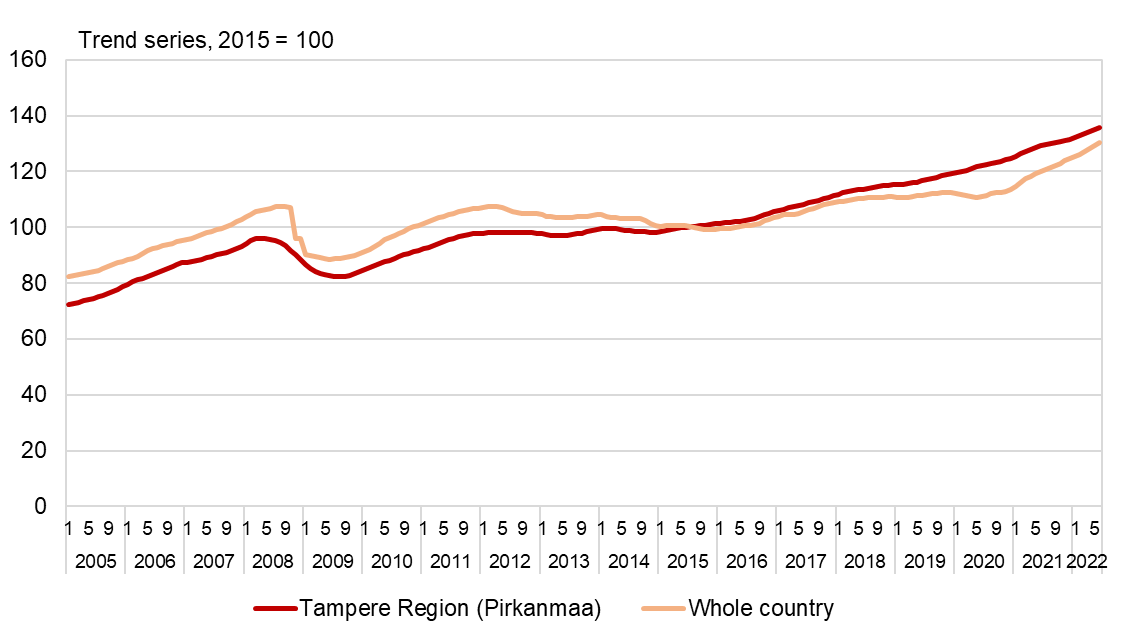 Trend series, 2015 = 100
160
140
120
100
80
60
40
20
0
1 5 9 1 5 9 1 5 9 1 5 9 1 5 9 1 5 9 1 5 9 1 5 9 1 5 9 1 5 9 1 5 9 1 5 9 1 5 9 1 5 9 1 5 9 1 5 9 1 5 9 1 5
2005 2006 2007 2008 2009 2010 2011 2012 2013 2014 2015 2016 2017 2018 2019 2020 2021 2022
Tampere Region (Pirkanmaa) Whole country